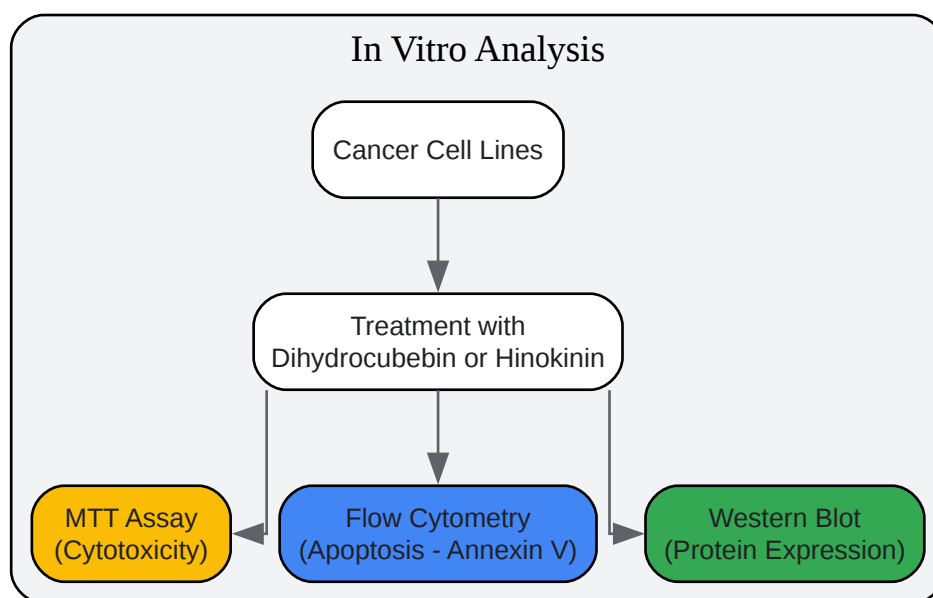 In Vitro Analysis
Cancer Cell Lines
Treatment with
Dihydrocubebin or Hinokinin
MTT Assay
(Cytotoxicity)
Flow Cytometry
(Apoptosis - Annexin V)
Western Blot
(Protein Expression)